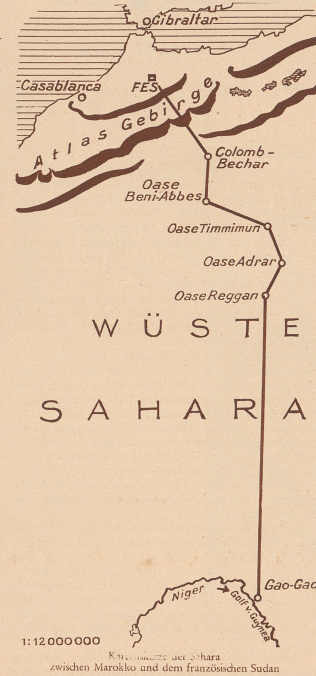 Gibraltar
Casablanca
FES
Atlas Gebirge
Colomb-
Bechar
Oase
Beni-Abbes
Oase Timmimun
Oase Adrar
Oase Reggan
WÜSTE
SAHARA
Gao-Gao
Niger
Golf v. Guynea
1:12000000
der Sahara
zwischen Marokko und dem französischen Sudan